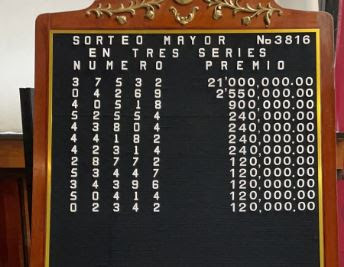 SORTEO MAYOR No 3816
EN TRES SERIES
NUMERO PREMIO
3 7 5 3 2 21'000,000.00
0 4 2 6 9 2'550,000.00
4 0 5 1 8 900,000.00
5 2 5 5 4 240,000.00
4 3 8 0 4 240,000.00
4 4 1 8 2 240,000.00
4 2 3 1 4 240,000.00
2 8 7 7 2 120,000.00
5 3 4 4 7 120,000.00
3 4 3 9 6 120,000.00
5 0 4 1 4 120,000.00
0 2 3 4 2 120,000.00